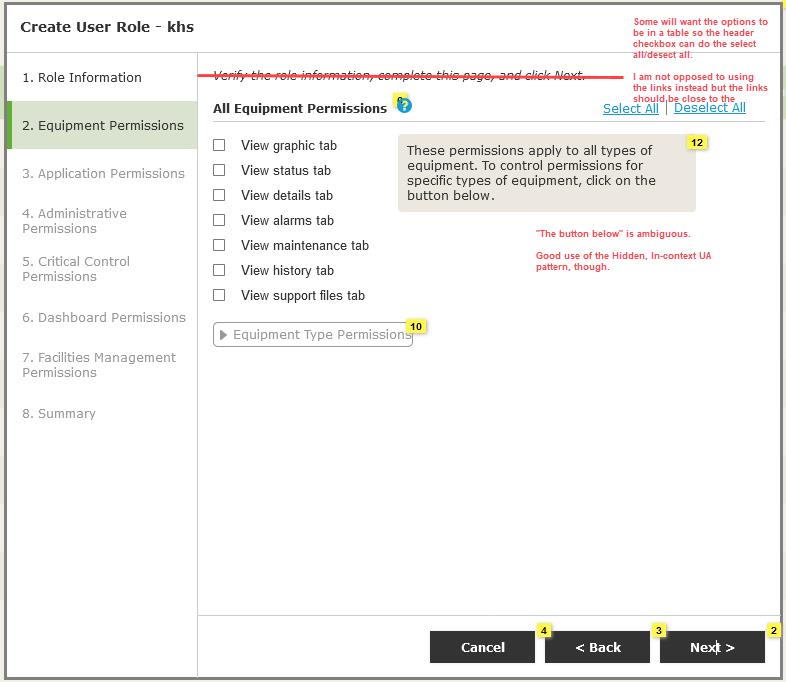 Create User Role - khs
Some will want the options to
be in a table so the header
checkbox can do the select
all/desect all.
I am not opposed to using
the links instead but the links
should be close to the
1. Role Information
2. Equipment Permissions
3. Application Permissions
4. Administrative
Permissions
5. Critical Control
Permissions
6. Dashboard Permissions
7. Facilities Management
Permissions
8. Summary
Verify the role information, complete this page, and click Next.
All Equipment Permissions
?
Select All | Deselect All
View graphic tab
View status tab
View details tab
View alarms tab
View maintenance tab
View history tab
View support files tab
12
These permissions apply to all types of
equipment. To control permissions for
specific types of equipment, click on the
button below.
"The button below" is ambiguous.
Good use of the Hidden, In-context UA
pattern, though.
10
Equipment Type Permissions
4
3
2
Cancel
< Back
Next >